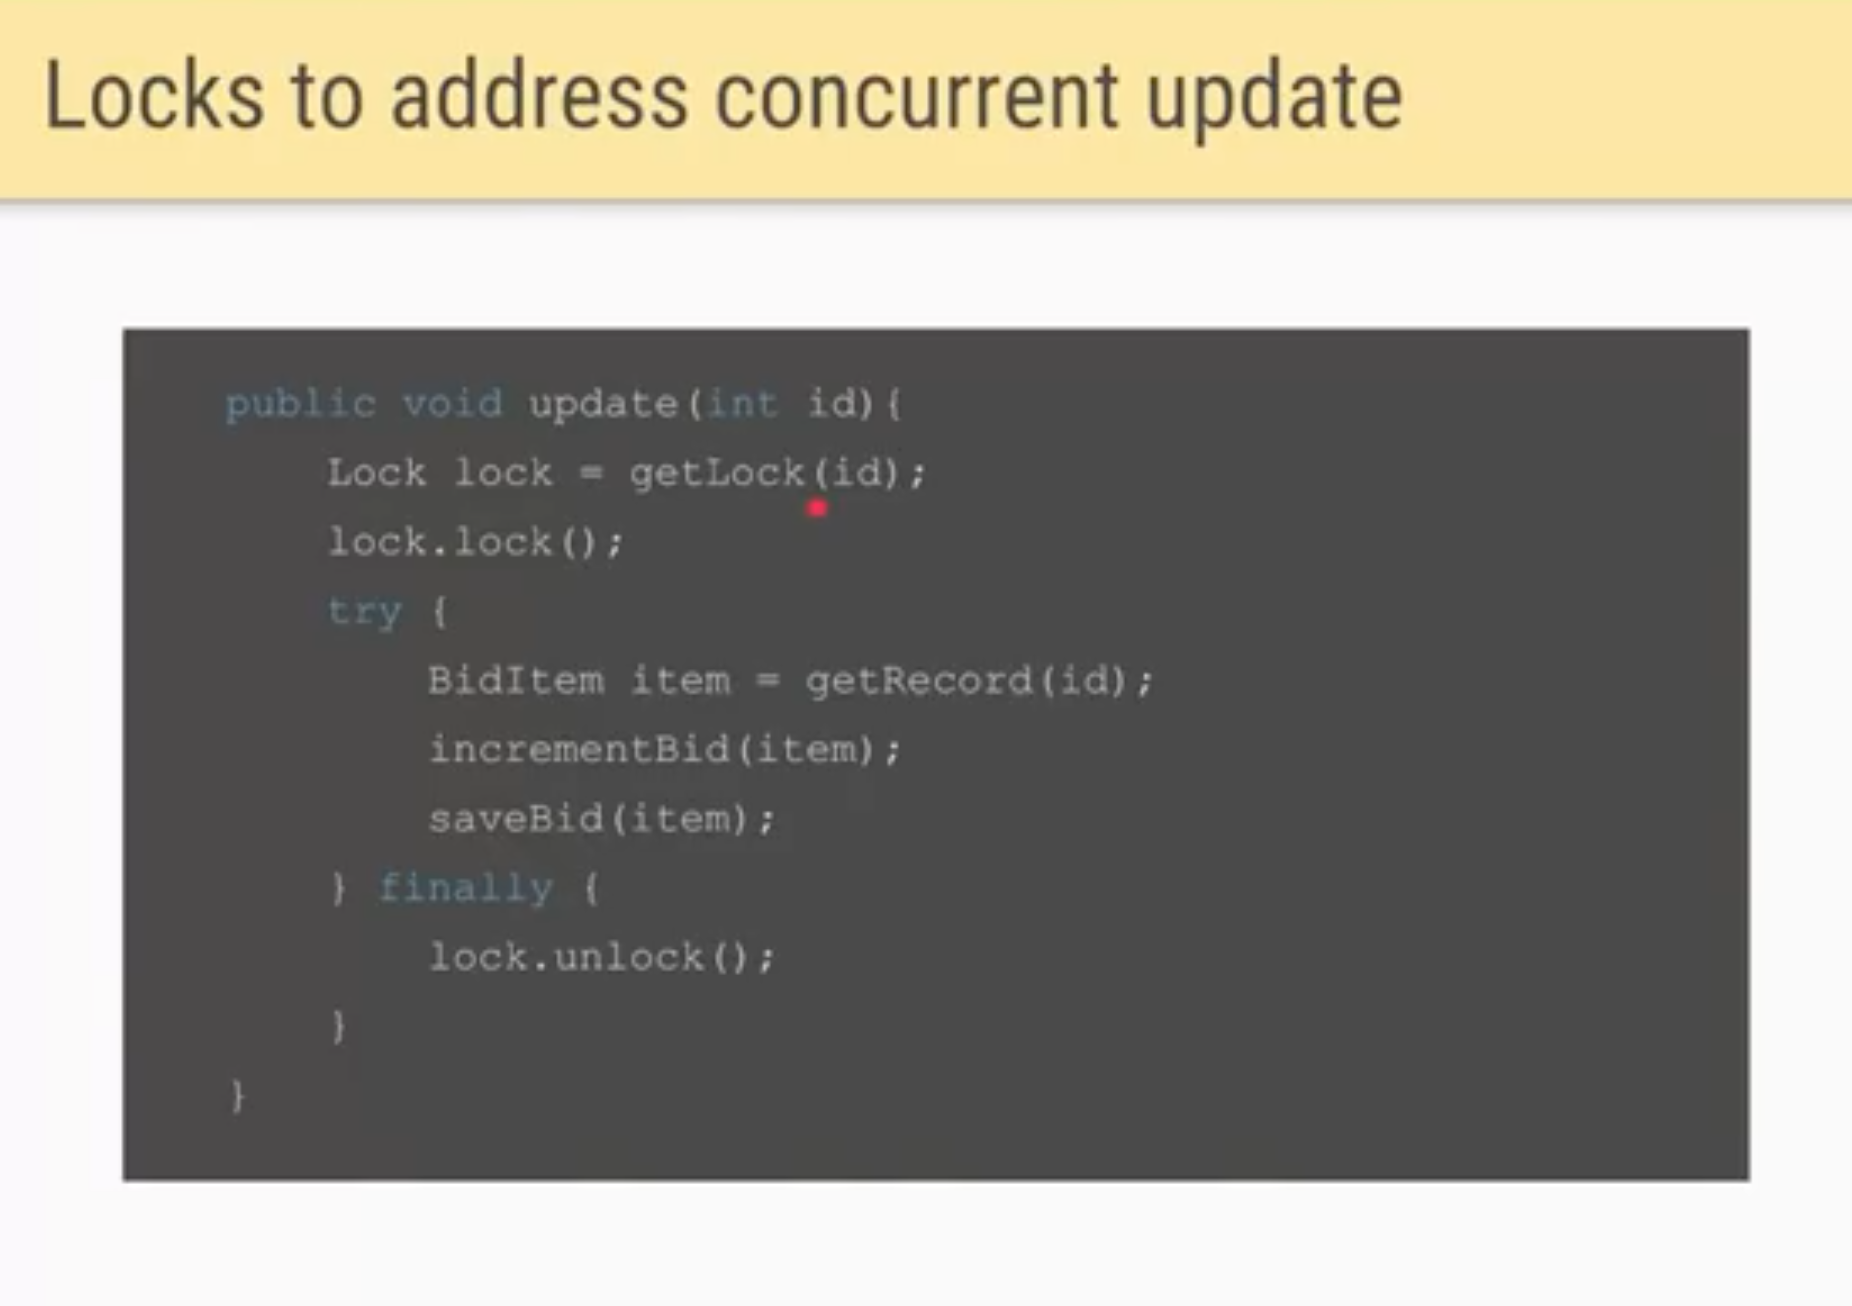 Locks to address concurrent update
public void update(int id){
Lock lock = getLock(id);
lock.lock();
try {
BidItem item = getRecord(id);
incrementBid(item);
saveBid(item);
} finally {
lock.unlock();
}
}